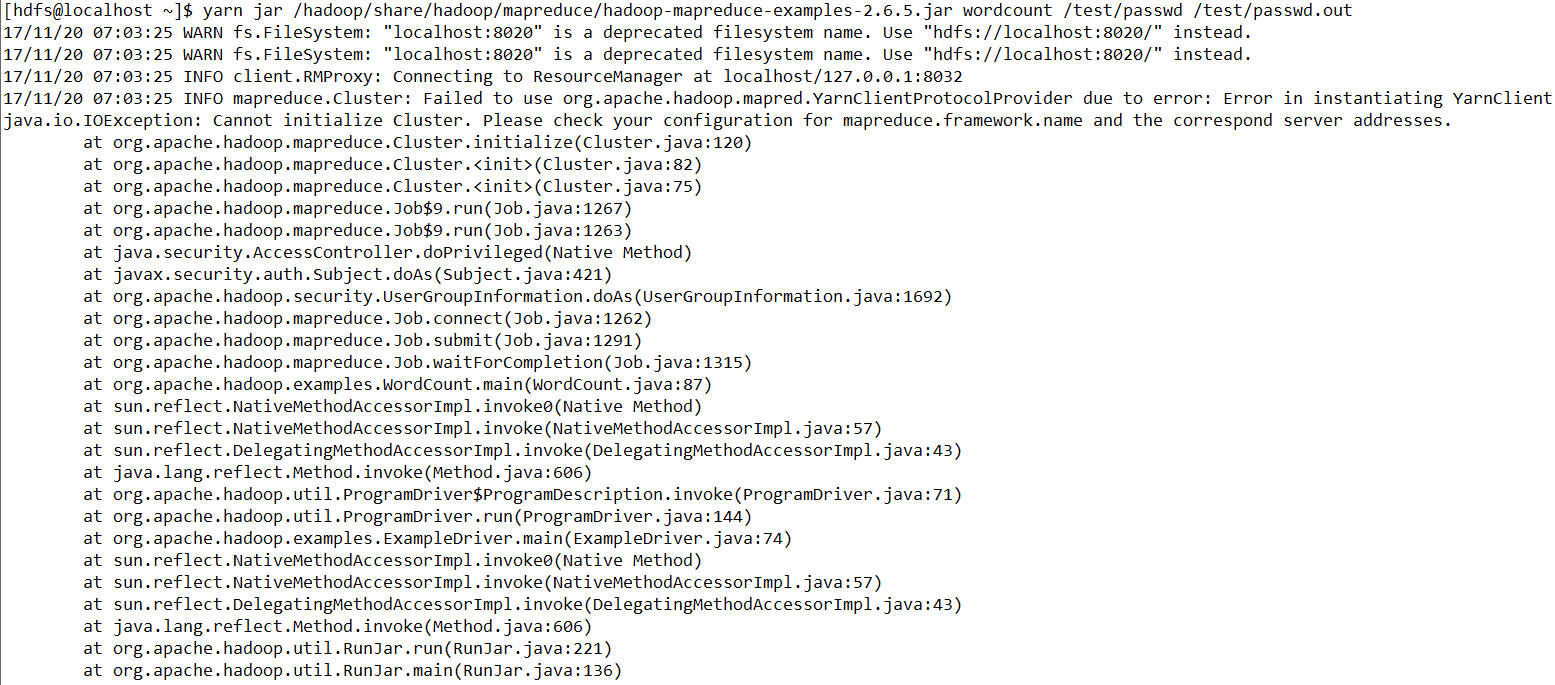 [hdfs@localhost ~]$ yarn jar /hadoop/share/hadoop/mapreduce/hadoop-mapreduce-examples-2.6.5.jar wordcount /test/passwd /test/passwd.out
17/11/20 07:03:25 WARN fs.FileSystem: "localhost:8020" is a deprecated filesystem name. Use "hdfs://localhost:8020/" instead.
17/11/20 07:03:25 WARN fs.FileSystem: "localhost:8020" is a deprecated filesystem name. Use "hdfs://localhost:8020/" instead.
17/11/20 07:03:25 INFO client.RMProxy: Connecting to ResourceManager at localhost/127.0.0.1:8032
17/11/20 07:03:25 INFO mapreduce.Cluster: Failed to use org.apache.hadoop.mapred.YarnClientProtocolProvider due to error: Error in instantiating YarnClient
java.io.IOException: Cannot initialize Cluster. Please check your configuration for mapreduce.framework.name and the correspond server addresses.
        at org.apache.hadoop.mapreduce.Cluster.initialize(Cluster.java:120)
        at org.apache.hadoop.mapreduce.Cluster.<init>(Cluster.java:82)
        at org.apache.hadoop.mapreduce.Cluster.<init>(Cluster.java:75)
        at org.apache.hadoop.mapreduce.Job$9.run(Job.java:1267)
        at org.apache.hadoop.mapreduce.Job$9.run(Job.java:1263)
        at java.security.AccessController.doPrivileged(Native Method)
        at javax.security.auth.Subject.doAs(Subject.java:421)
        at org.apache.hadoop.security.UserGroupInformation.doAs(UserGroupInformation.java:1692)
        at org.apache.hadoop.mapreduce.Job.connect(Job.java:1262)
        at org.apache.hadoop.mapreduce.Job.submit(Job.java:1291)
        at org.apache.hadoop.mapreduce.Job.waitForCompletion(Job.java:1315)
        at org.apache.hadoop.examples.WordCount.main(WordCount.java:87)
        at sun.reflect.NativeMethodAccessorImpl.invoke0(Native Method)
        at sun.reflect.NativeMethodAccessorImpl.invoke(NativeMethodAccessorImpl.java:57)
        at sun.reflect.DelegatingMethodAccessorImpl.invoke(DelegatingMethodAccessorImpl.java:43)
        at java.lang.reflect.Method.invoke(Method.java:606)
        at org.apache.hadoop.util.ProgramDriver$ProgramDescription.invoke(ProgramDriver.java:71)
        at org.apache.hadoop.util.ProgramDriver.run(ProgramDriver.java:144)
        at org.apache.hadoop.examples.ExampleDriver.main(ExampleDriver.java:74)
        at sun.reflect.NativeMethodAccessorImpl.invoke0(Native Method)
        at sun.reflect.NativeMethodAccessorImpl.invoke(NativeMethodAccessorImpl.java:57)
        at sun.reflect.DelegatingMethodAccessorImpl.invoke(DelegatingMethodAccessorImpl.java:43)
        at java.lang.reflect.Method.invoke(Method.java:606)
        at org.apache.hadoop.util.RunJar.run(RunJar.java:221)
        at org.apache.hadoop.util.RunJar.main(RunJar.java:136)